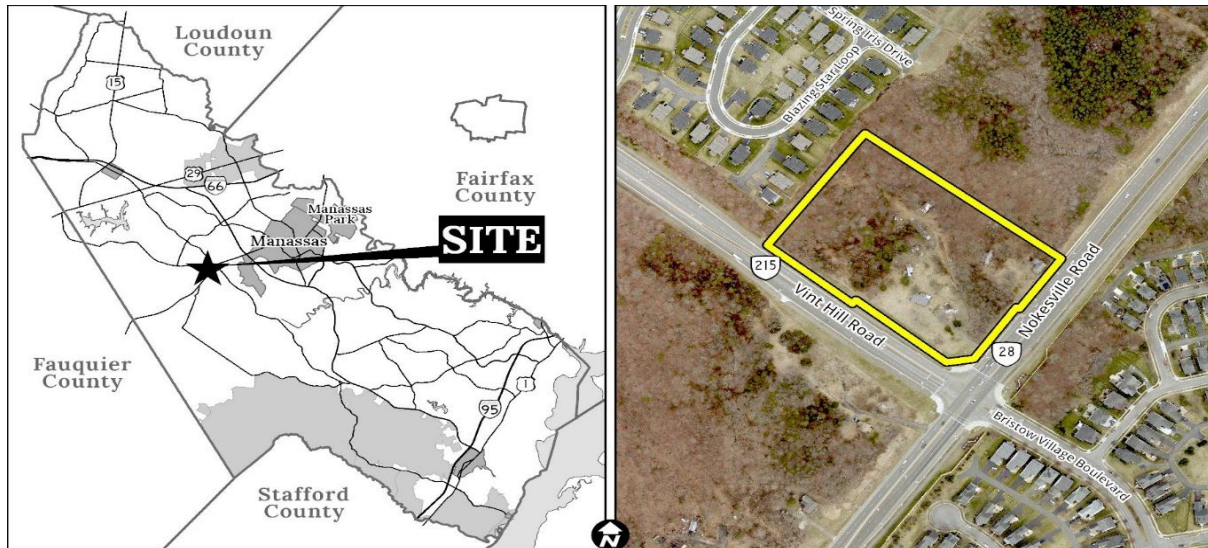 Loudoun
County
15
29
66
Fairfax
County
Manassas
Park
Manassas
SITE
Fauquier
County
1
95
Stafford
County
N
Spring Iris Drive
Blazing Star Loop
215
Vint Hill Road
Nokesville Road
28
Bristow Village Boulevard